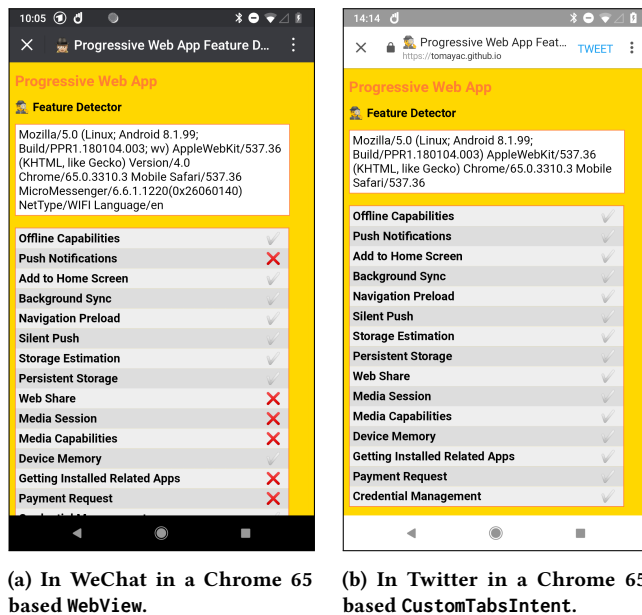 10:05
Progressive Web App Feature D...
Progressive Web App
Feature Detector
Mozilla/5.0 (Linux; Android 8.1.99;
Build/PPR1.180104.003; wv) AppleWebKit/537.36
(KHTML, like Gecko) Version/4.0
Chrome/65.0.3310.3 Mobile Safari/537.36
MicroMessenger/6.6.1.1220(0x26060140)
NetType/WIFI Language/en
Offline Capabilities
Push Notifications
Add to Home Screen
Background Sync
Navigation Preload
Silent Push
Storage Estimation
Persistent Storage
Web Share
Media Session
Media Capabilities
Device Memory
Getting Installed Related Apps
Payment Request
(a) In WeChat in a Chrome 65
based WebView.
14:14
Progressive Web App Feat...
https://tomayac.github.io
TWEET
Progressive Web App
Feature Detector
Mozilla/5.0 (Linux; Android 8.1.99;
Build/PPR1.180104.003) AppleWebKit/537.36
(KHTML, like Gecko) Chrome/65.0.3310.3 Mobile
Safari/537.36
Offline Capabilities
Push Notifications
Add to Home Screen
Background Sync
Navigation Preload
Silent Push
Storage Estimation
Persistent Storage
Web Share
Media Session
Media Capabilities
Device Memory
Getting Installed Related Apps
Payment Request
Credential Management
(b) In Twitter in a Chrome 65
based CustomTabsIntent.